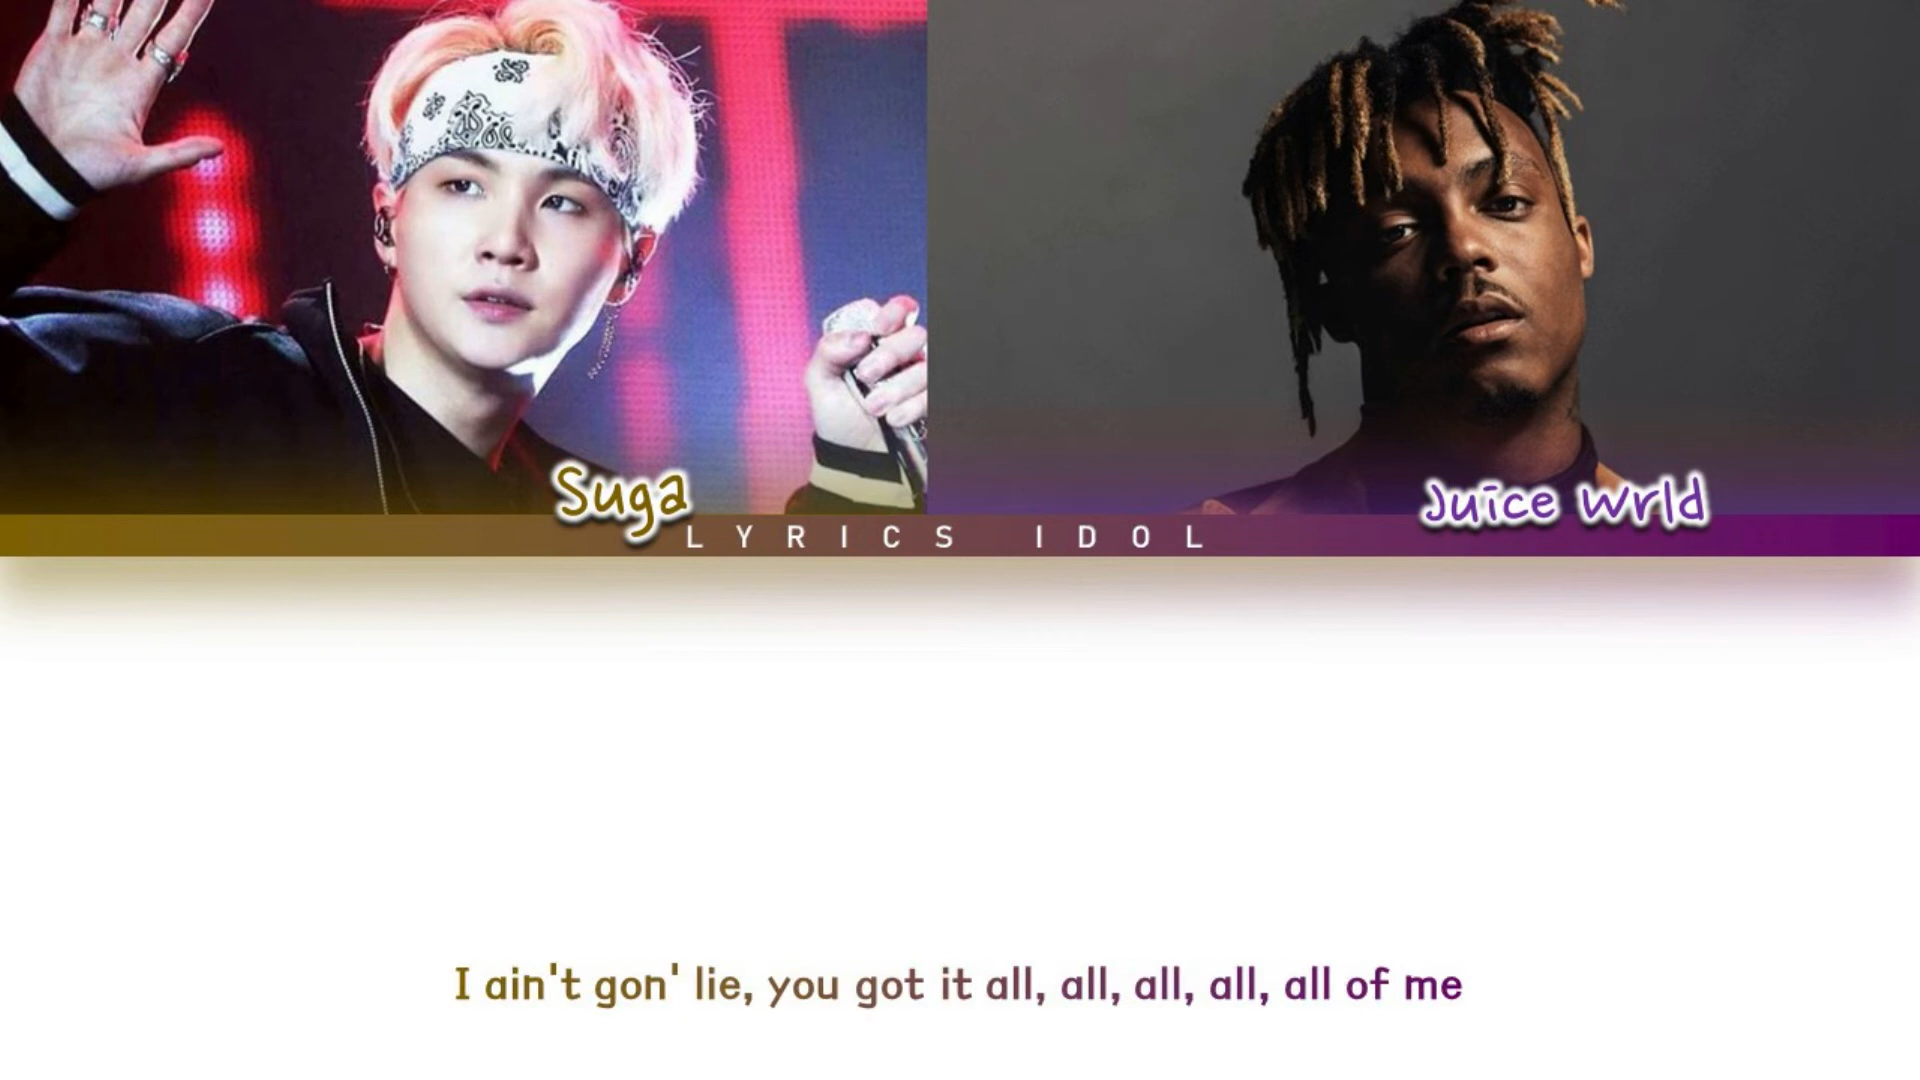 Suga
Juice Wrld
LYRICS IDOL
I ain't gon' lie, you got it all, all, all, all, all of me